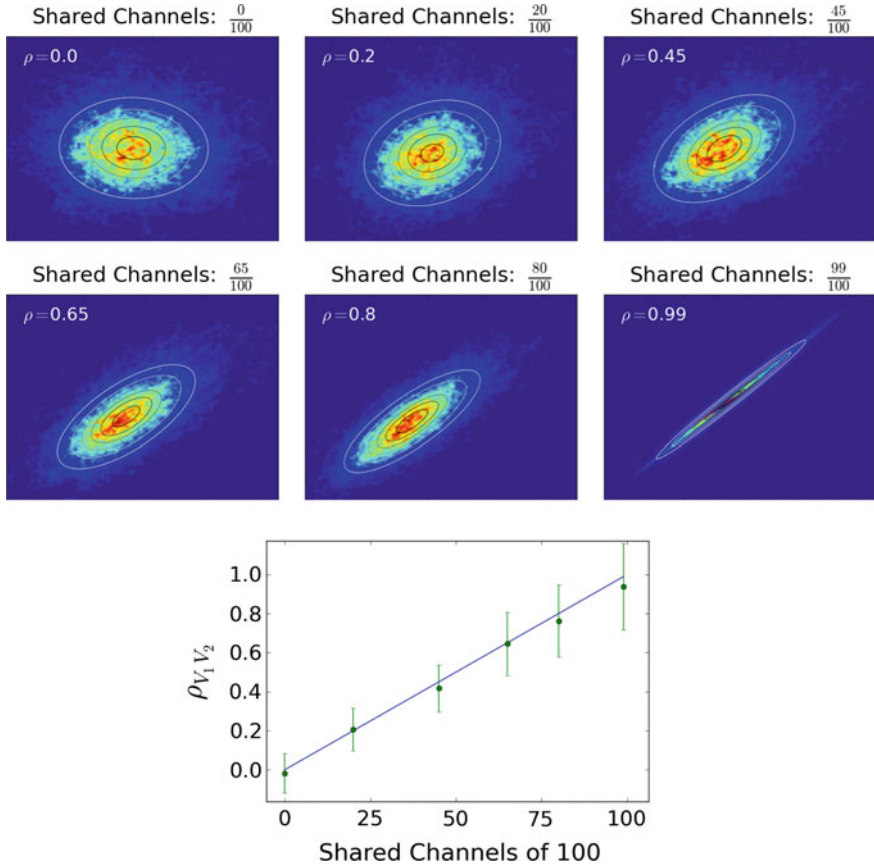 Shared Channels: 0/100
Shared Channels: 20/100
Shared Channels: 45/100
ρ=0.0
ρ=0.2
ρ=0.45
Shared Channels: 65/100
Shared Channels: 80/100
Shared Channels: 99/100
ρ=0.65
ρ=0.8
ρ=0.99
1.0
0.8
0.6
0.4
0.2
0.0
ρV1V2
0 25 50 75 100
Shared Channels of 100